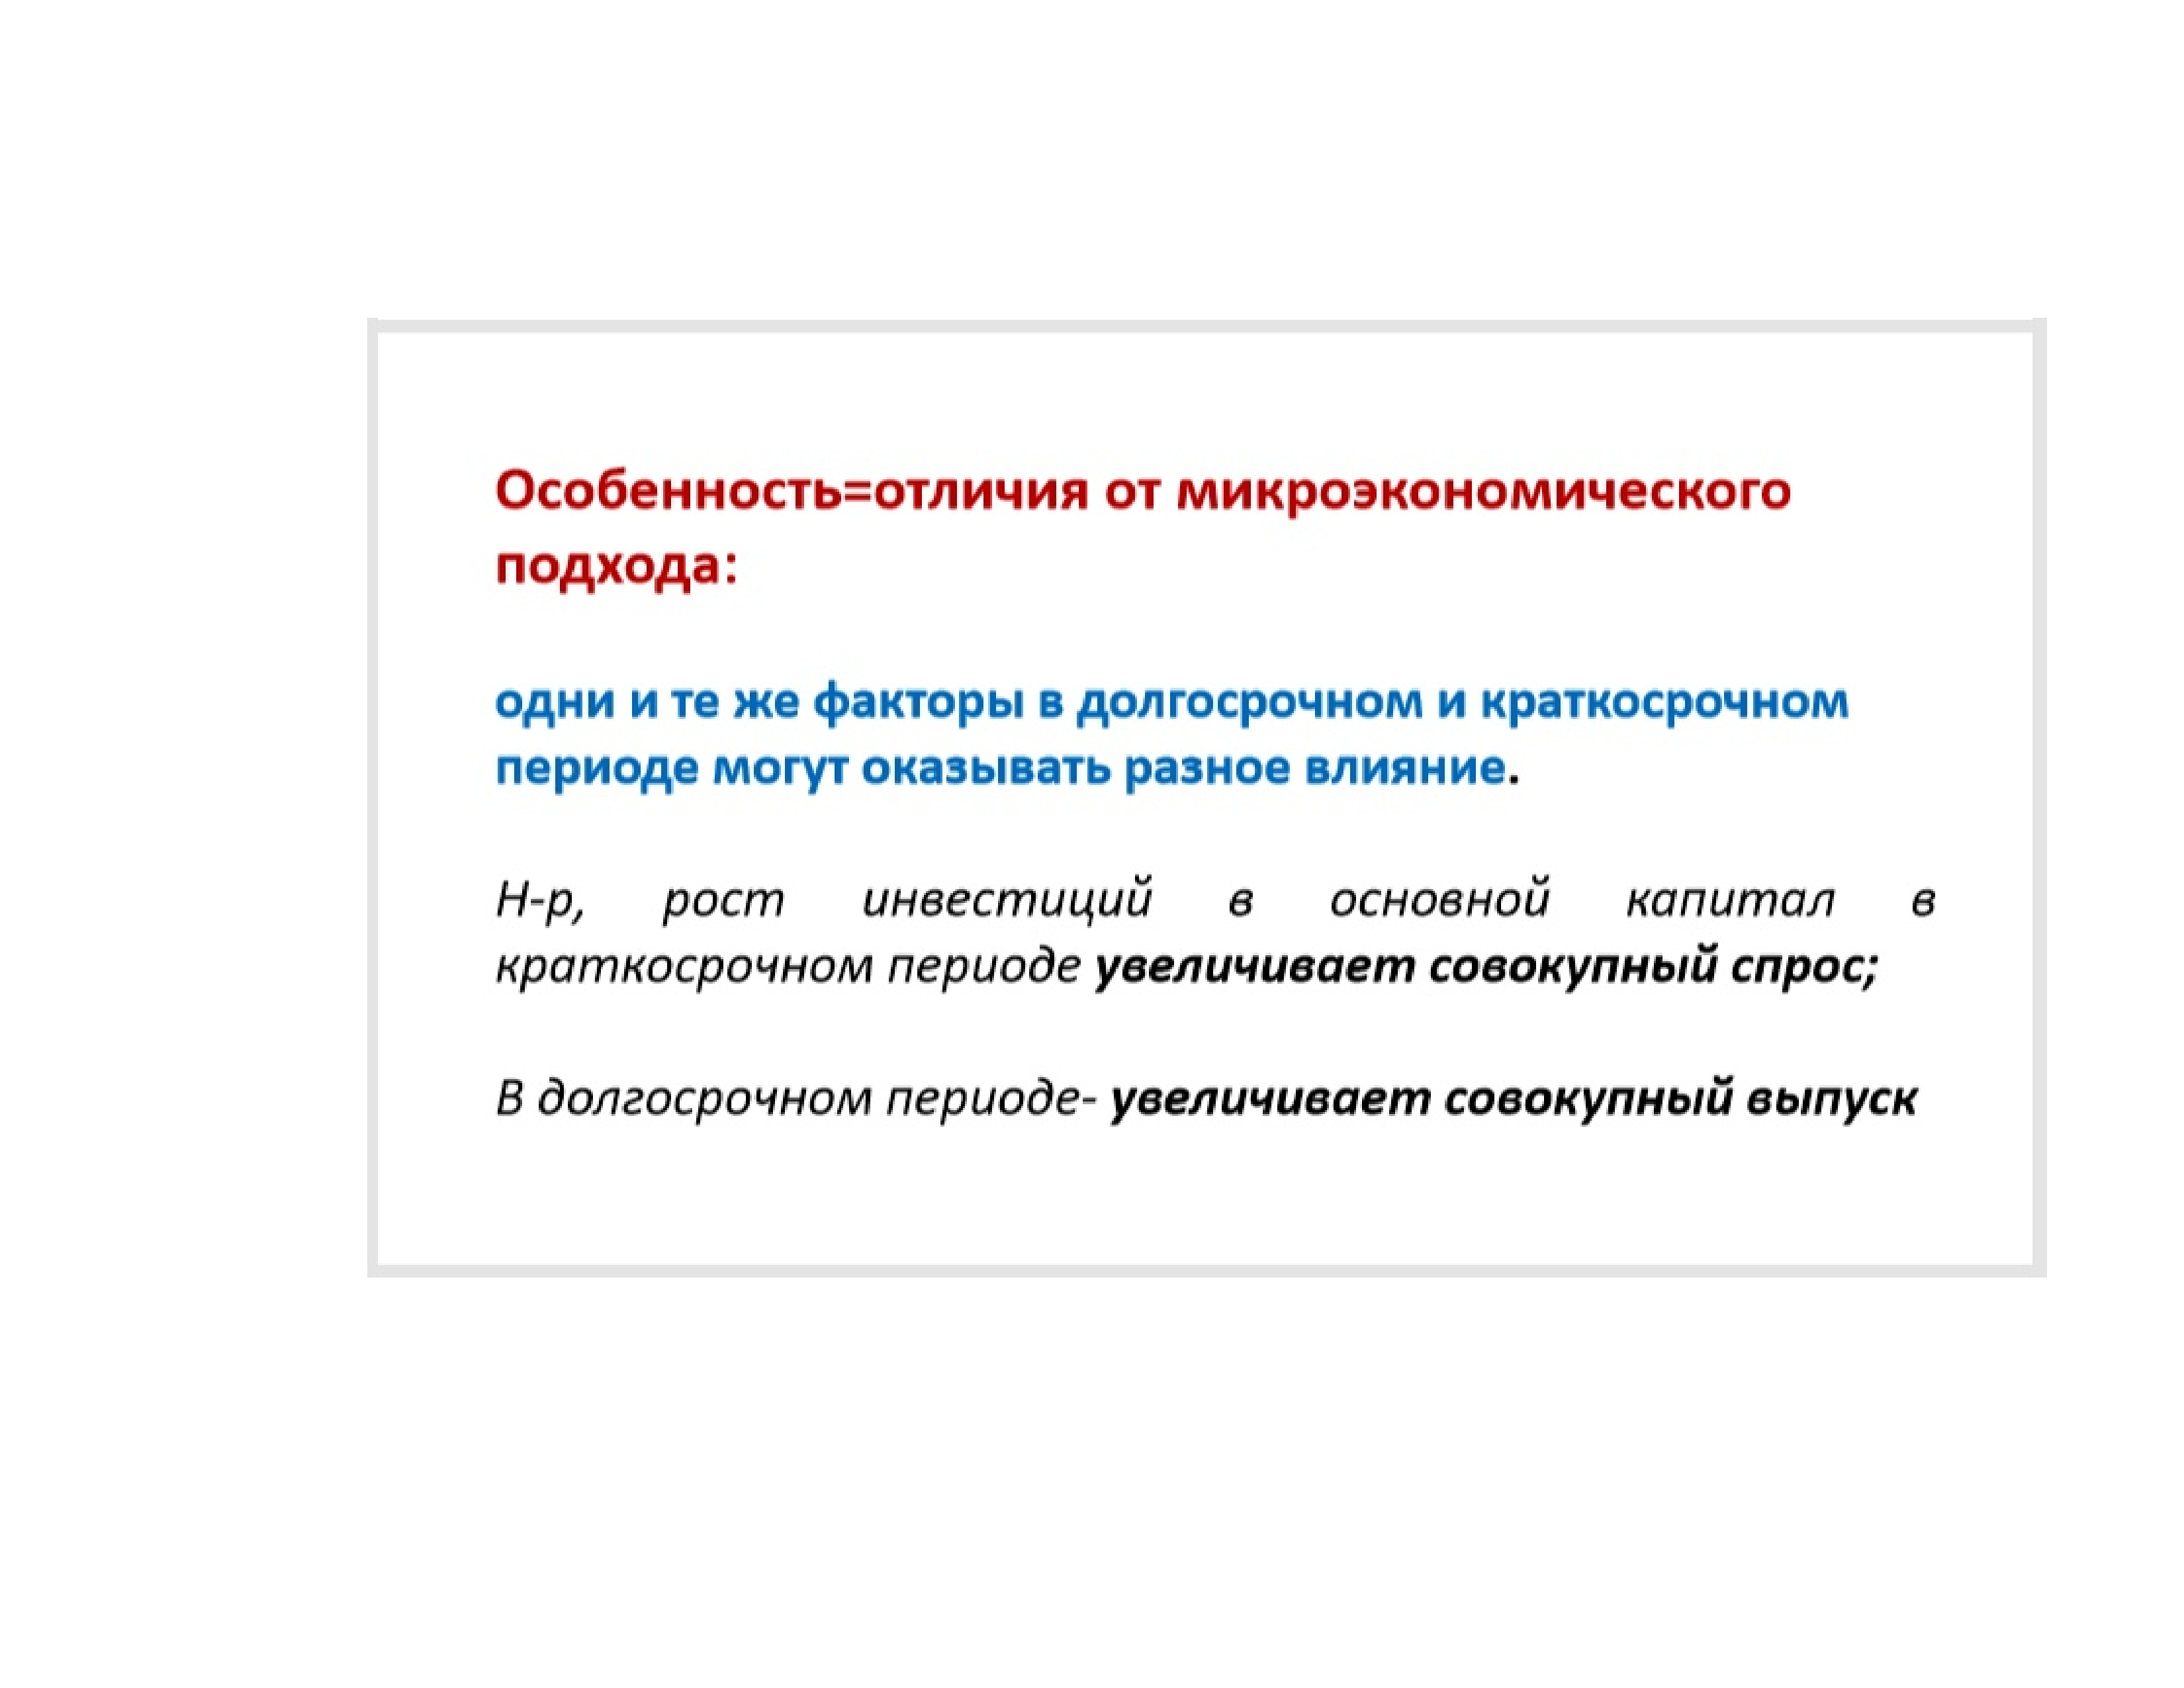 Особенность=отличия от микроэкономического
подхода:
одни и те же факторы в долгосрочном и краткосрочном
периоде могут оказывать разное влияние.
Н-р, рост инвестиций в основной капитал в
краткосрочном периоде увеличивает совокупный спрос;
В долгосрочном периоде- увеличивает совокупный выпуск